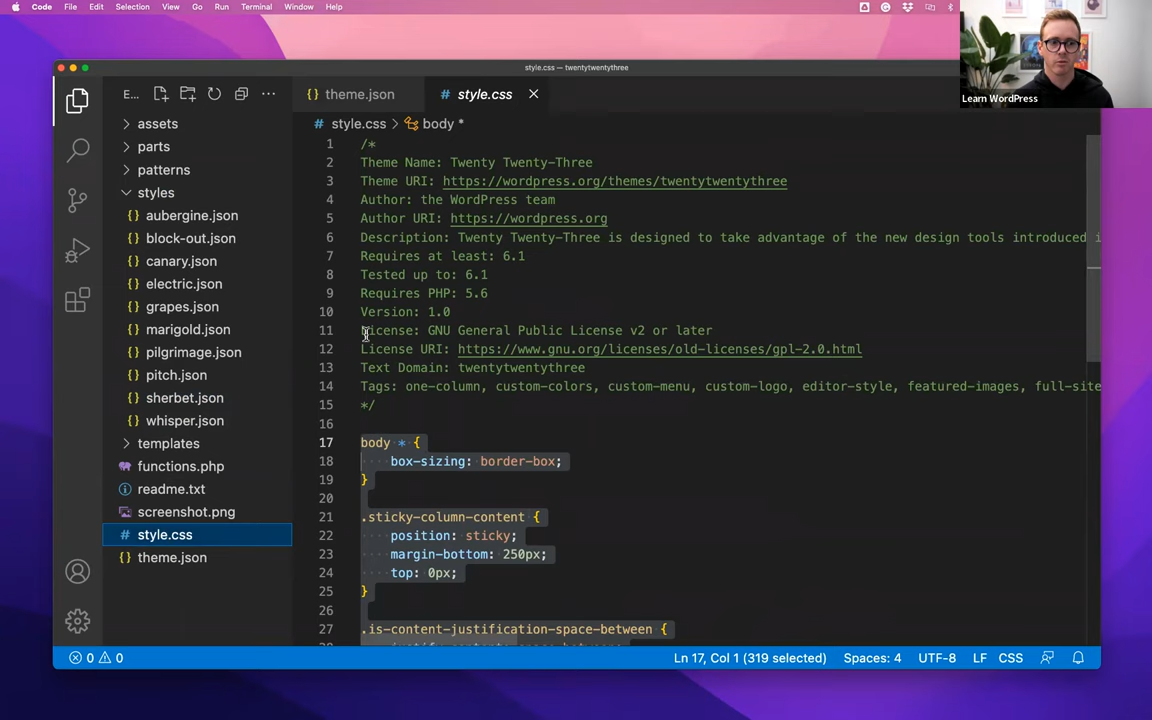 Code File Edit Selection View Go Run Terminal Window Help
style.css — twentytwentythree
Learn WordPress
E... ...
theme.json
style.css
style.css > body *
assets
parts
patterns
styles
aubergine.json
block-out.json
canary.json
electric.json
grapes.json
marigold.json
pilgrimage.json
pitch.json
sherbet.json
whisper.json
templates
functions.php
readme.txt
screenshot.png
style.css
theme.json
1 /*
2 Theme Name: Twenty Twenty-Three
3 Theme URI: https://wordpress.org/themes/twentytwentythree
4 Author: the WordPress team
5 Author URI: https://wordpress.org
6 Description: Twenty Twenty-Three is designed to take advantage of the new design tools introduced i
7 Requires at least: 6.1
8 Tested up to: 6.1
9 Requires PHP: 5.6
10 Version: 1.0
11 License: GNU General Public License v2 or later
12 License URI: https://www.gnu.org/licenses/old-licenses/gpl-2.0.html
13 Text Domain: twentytwentythree
14 Tags: one-column, custom-colors, custom-menu, custom-logo, editor-style, featured-images, full-site
15 */
16
17 body * {
18 box-sizing: border-box;
19 }
20
21 .sticky-column-content {
22 position: sticky;
23 margin-bottom: 250px;
24 top: 0px;
25 }
26
27 .is-content-justification-space-between {
0 0
Ln 17, Col 1 (319 selected) Spaces: 4 UTF-8 LF CSS